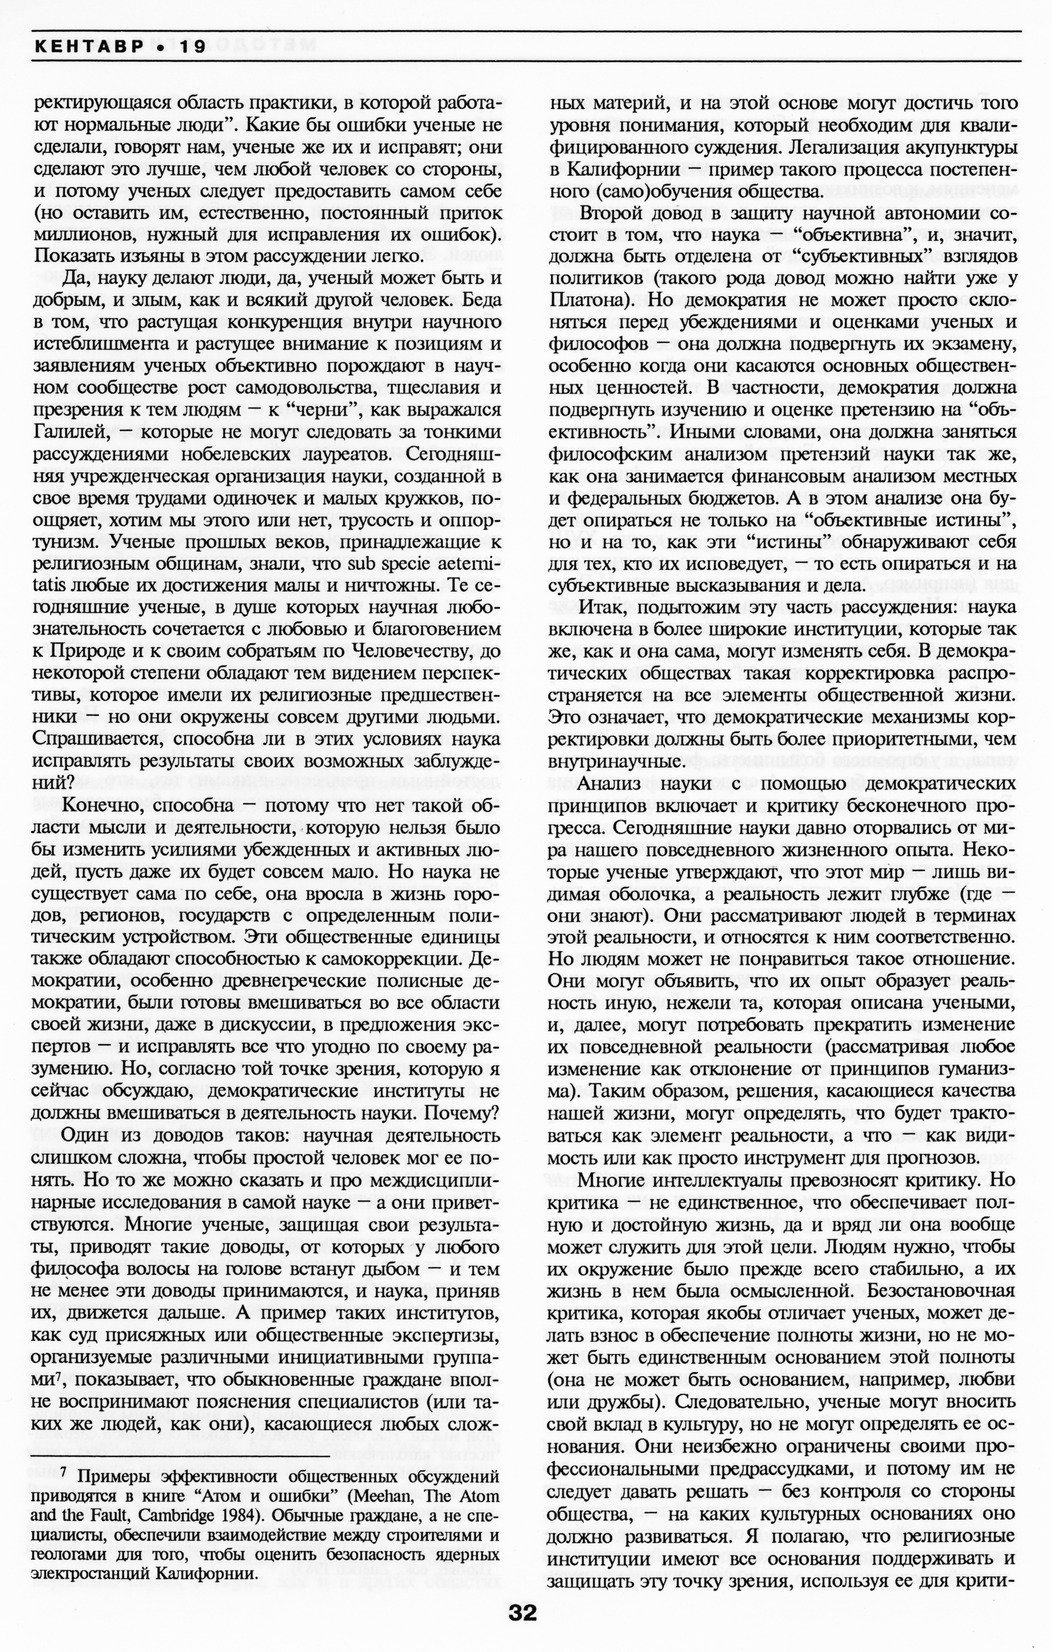 КЕНТАВР • 19
ректирующаяся область практики, в которой работа-
ют нормальные люди”. Какие бы ошибки ученые не
сделали, говорят нам, ученые же их и исправят; они
сделают это лучше, чем любой человек со стороны,
и потому ученых следует предоставить самом себе
(но оставить им, естественно, постоянный приток
миллионов, нужный для исправления их ошибок).
Показать изъяны в этом рассуждении легко.
Да, науку делают люди, да, ученый может быть и
добрым, и злым, как и всякий другой человек. Беда
в том, что растущая конкуренция внутри научного
истеблишмента и растущее внимание к позициям и
заявлениям ученых объективно порождают в науч-
ном сообществе рост самодовольства, тщеславия и
презрения к тем людям — к “черни”, как выражался
Галилей, — которые не могут следовать за тонкими
рассуждениями нобелевских лауреатов. Сегодняш-
няя учрежденческая организация науки, созданной в
свое время трудами одиночек и малых кружков, по-
ощряет, хотим мы этого или нет, трусость и оппор-
тунизм. Ученые прошлых веков, принадлежащие к
религиозным общинам, знали, что sub specie aeterni-
tatis любые их достижения малы и ничтожны. Те се-
годняшние ученые, в душе которых научная любо-
знательность сочетается с любовью и благоговением
к Природе и к своим собратьям по Человечеству, до
некоторой степени обладают тем видением перспек-
тивы, которое имели их религиозные предшествен-
ники — но они окружены совсем другими людьми.
Спрашивается, способна ли в этих условиях наука
исправлять результаты своих возможных заблужде-
ний?
Конечно, способна — потому что нет такой об-
ласти мысли и деятельности, которую нельзя было
бы изменить усилиями убежденных и активных лю-
дей, пусть даже их будет совсем мало. Но наука не
существует сама по себе, она вросла в жизнь горо-
дов, регионов, государств с определенным поли-
тическим устройством. Эти общественные единицы
также обладают способностью к самокоррекции. Де-
мократии, особенно древнегреческие полисные де-
мократии, были готовы вмешиваться во все области
своей жизни, даже в дискуссии, в предложения экс-
пертов — и исправлять все что угодно по своему ра-
зумению. Но, согласно той точке зрения, которую я
сейчас обсуждаю, демократические институты не
должны вмешиваться в деятельность науки. Почему?
Один из доводов таков: научная деятельность
слишком сложна, чтобы простой человек мог ее по-
нять. Но то же можно сказать и про междисципли-
нарные исследования в самой науке — а они привет-
ствуются. Многие ученые, защищая свои результа-
ты, приводят такие доводы, от которых у любого
философа волосы на голове встанут дыбом — и тем
не менее эти доводы принимаются, и наука, приняв
их, движется дальше. А пример таких институтов,
как суд присяжных или общественные экспертизы,
организуемые различными инициативными группа-
ми⁷, показывает, что обыкновенные граждане впол-
не воспринимают пояснения специалистов (или та-
ких же людей, как они), касающиеся любых слож-
⁷ Примеры эффективности общественных обсуждений
приводятся в книге “Атом и ошибки” (Meehan, The Atom
and the Fault, Cambridge 1984). Обычные граждане, а не спе-
циалисты, обеспечили взаимодействие между строителями и
геологами для того, чтобы оценить безопасность ядерных
электростанций Калифорнии.
ных материй, и на этой основе могут достичь того
уровня понимания, который необходим для квали-
фицированного суждения. Легализация акупунктуры
в Калифорнии — пример такого процесса постепен-
ного (само)обучения общества.
Второй довод в защиту научной автономии со-
стоит в том, что наука — “объективна”, и, значит,
должна быть отделена от “субъективных” взглядов
политиков (такого рода довод можно найти уже у
Платона). Но демократия не может просто скло-
няться перед убеждениями и оценками ученых и
философов — она должна подвергнуть их экзамену,
особенно когда они касаются основных обществен-
ных ценностей. В частности, демократия должна
подвергнуть изучению и оценке претензию на “объ-
ективность”. Иными словами, она должна заняться
философским анализом претензий науки так же,
как она занимается финансовым анализом местных
и федеральных бюджетов. А в этом анализе она бу-
дет опираться не только на “объективные истины”,
но и на то, как эти “истины” обнаруживают себя
для тех, кто их исповедует, — то есть опираться и на
субъективные высказывания и дела.
Итак, подытожим эту часть рассуждения: наука
включена в более широкие институции, которые так
же, как и она сама, могут изменять себя. В демокра-
тических обществах такая корректировка распро-
страняется на все элементы общественной жизни.
Это означает, что демократические механизмы кор-
ректировки должны быть более приоритетными, чем
внутринаучные.
Анализ науки с помощью демократических
принципов включает и критику бесконечного про-
гресса. Сегодняшние науки давно оторвались от ми-
ра нашего повседневного жизненного опыта. Неко-
торые ученые утверждают, что этот мир — лишь ви-
димая оболочка, а реальность лежит глубже (где —
они знают). Они рассматривают людей в терминах
этой реальности, и относятся к ним соответственно.
Но людям может не понравиться такое отношение.
Они могут объявить, что их опыт образует реаль-
ность иную, нежели та, которая описана учеными,
и, далее, могут потребовать прекратить изменение
их повседневной реальности (рассматривая любое
изменение как отклонение от принципов гуманиз-
ма). Таким образом, решения, касающиеся качества
нашей жизни, могут определять, что будет тракто-
ваться как элемент реальности, а что — как види-
мость или как просто инструмент для прогнозов.
Многие интеллектуалы превозносят критику. Но
критика — не единственное, что обеспечивает пол-
ную и достойную жизнь, да и вряд ли она вообще
может служить для этой цели. Людям нужно, чтобы
их окружение было прежде всего стабильно, а их
жизнь в нем была осмысленной. Безостановочная
критика, которая якобы отличает ученых, может де-
лать взнос в обеспечение полноты жизни, но не мо-
жет быть единственным основанием этой полноты
(она не может быть основанием, например, любви
или дружбы). Следовательно, ученые могут вносить
свой вклад в культуру, но не могут определять ее ос-
нования. Они неизбежно ограничены своими про-
фессиональными предрассудками, и потому им не
следует давать решать — без контроля со стороны
общества, — на каких культурных основаниях оно
должно развиваться. Я полагаю, что религиозные
институции имеют все основания поддерживать и
защищать эту точку зрения, используя ее для крити-
32